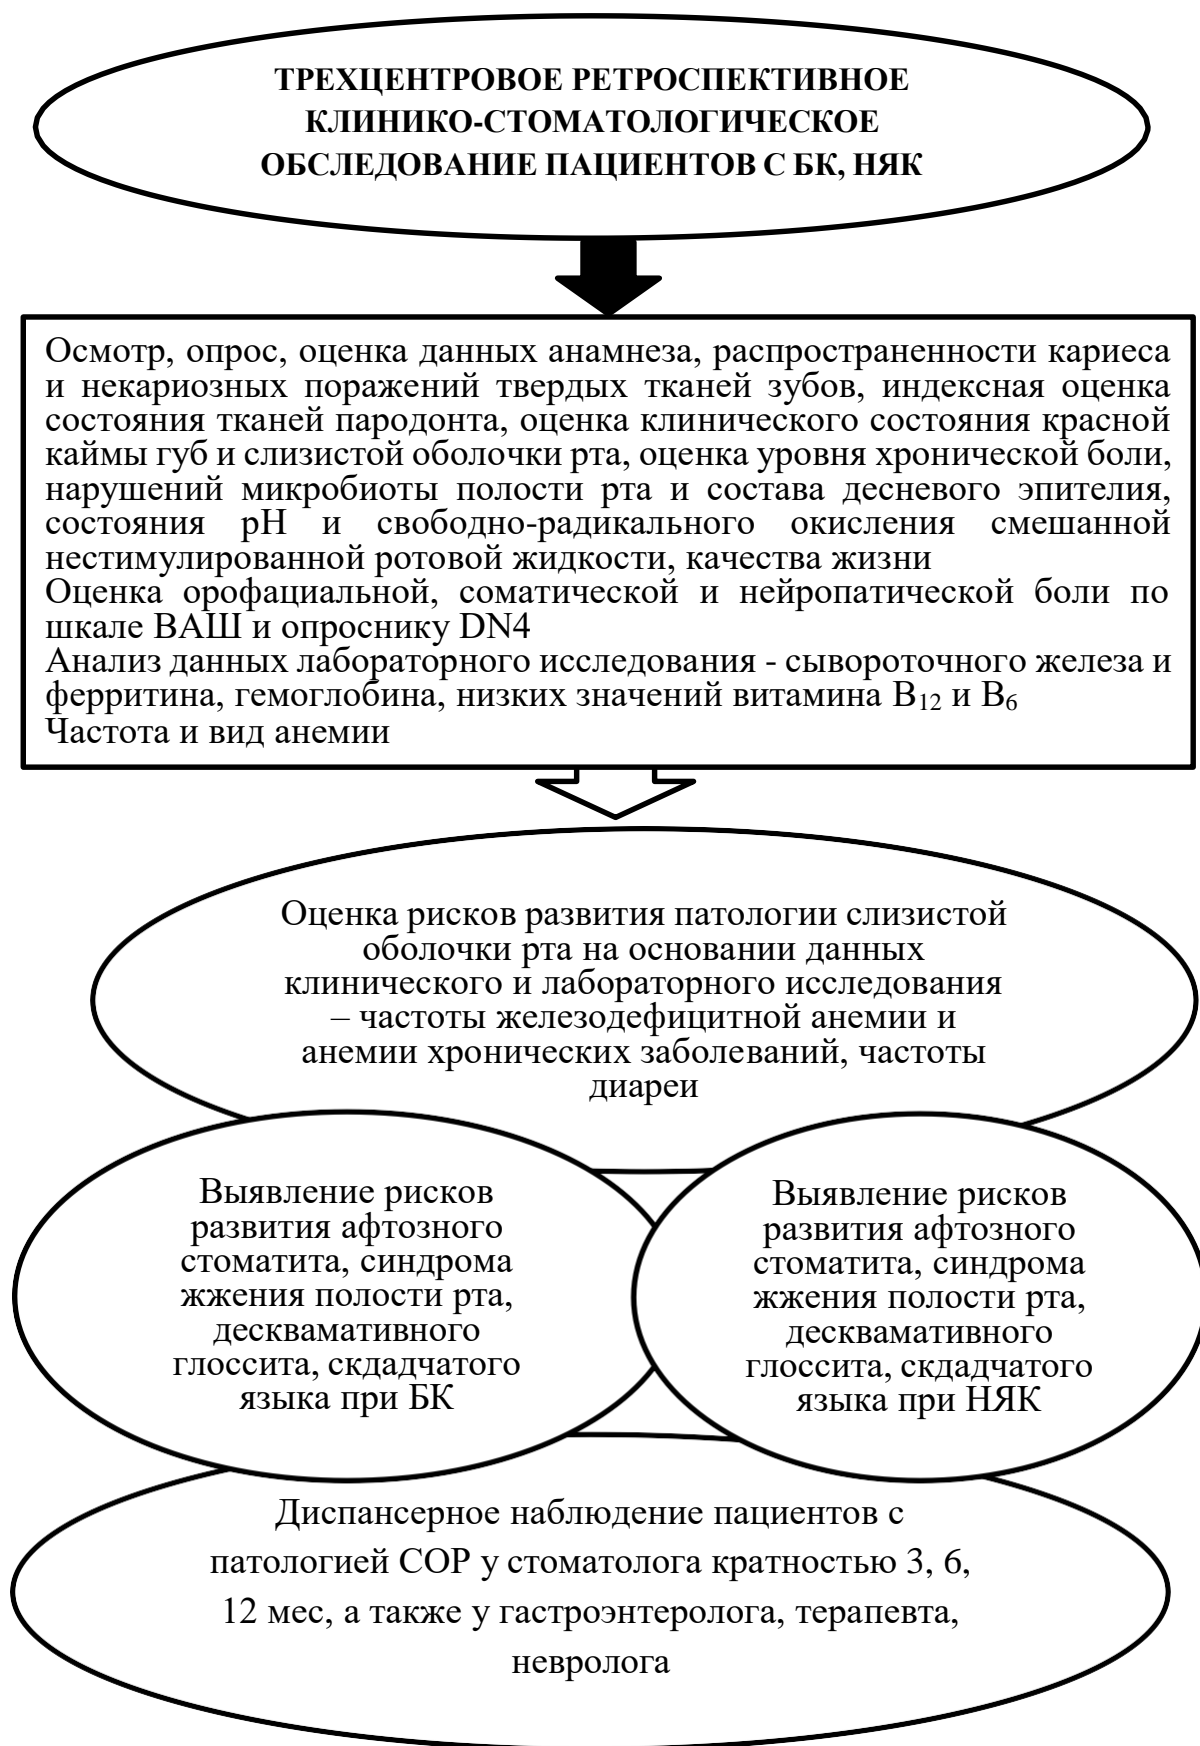 ТРЕХЦЕНТРОВОЕ РЕТРОСПЕКТИВНОЕ
КЛИНИКО-СТОМАТОЛОГИЧЕСКОЕ
ОБСЛЕДОВАНИЕ ПАЦИЕНТОВ С БК, НЯК
Осмотр, опрос, оценка данных анамнеза, распространенности кариеса
и некариозных поражений твердых тканей зубов, индексная оценка
состояния тканей пародонта, оценка клинического состояния красной
каймы губ и слизистой оболочки рта, оценка уровня хронической боли,
нарушений микробиоты полости рта и состава десневого эпителия,
состояния pH и свободно-радикального окисления смешанной
нестимулированной ротовой жидкости, качества жизни
Оценка орофациальной, соматической и нейропатической боли по
шкале ВАШ и опроснику DN4
Анализ данных лабораторного исследования - сывороточного железа и
ферритина, гемоглобина, низких значений витамина B₁₂ и B₆
Частота и вид анемии
Оценка рисков развития патологии слизистой
оболочки рта на основании данных
клинического и лабораторного исследования
– частоты железодефицитной анемии и
анемии хронических заболеваний, частоты
диареи
Выявление рисков
развития афтозного
стоматита, синдрома
жжения полости рта,
десквамативного
глоссита, скдадчатого
языка при БК
Выявление рисков
развития афтозного
стоматита, синдрома
жжения полости рта,
десквамативного
глоссита, скдадчатого
языка при НЯК
Диспансерное наблюдение пациентов с
патологией СОР у стоматолога кратностью 3, 6,
12 мес, а также у гастроэнтеролога, терапевта,
невролога